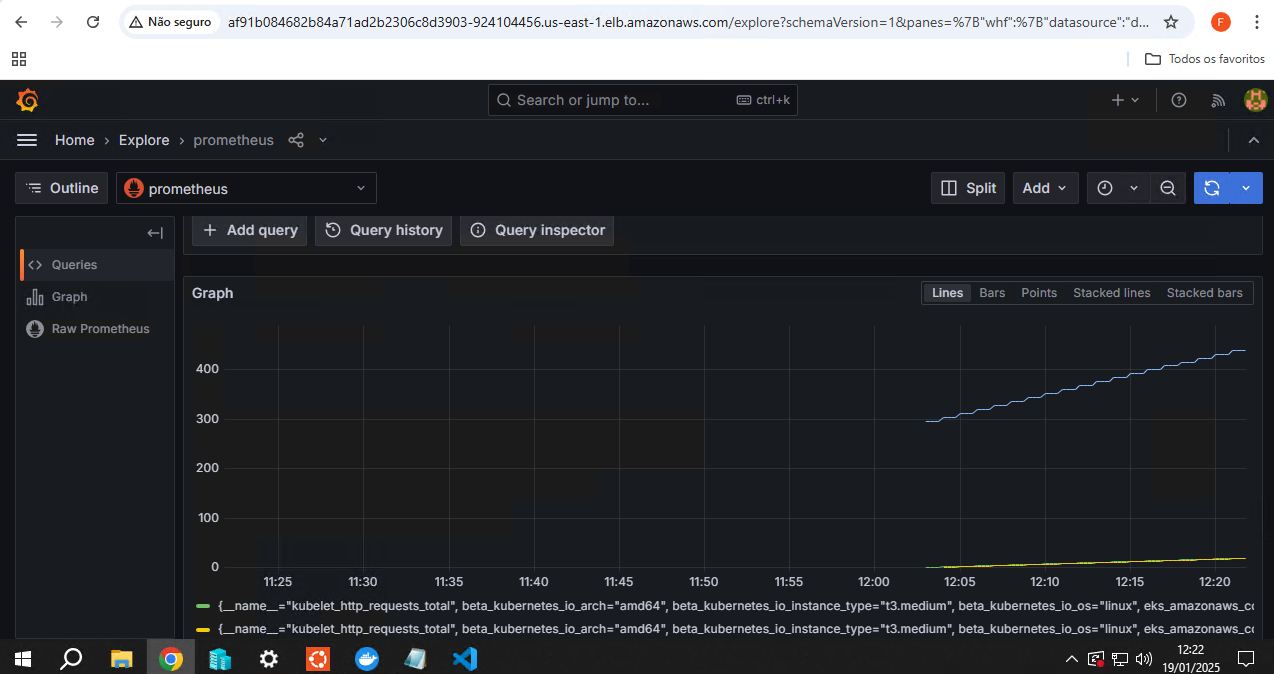 Não seguro af91b084682b84a71ad2b2306c8d3903-924104456.us-east-1.elb.amazonaws.com/explore?schemaVersion=1&panes=%7B"whf":%7B"datasource":"d... F
Todos os favoritos
Search or jump to... ctrl+k
Home › Explore › prometheus
Outline prometheus Split Add
Add query Query history Query inspector
Queries
Graph
Raw Prometheus
Graph Lines Bars Points Stacked lines Stacked bars
400
300
200
100
0
11:25 11:30 11:35 11:40 11:45 11:50 11:55 12:00 12:05 12:10 12:15 12:20
{__name__="kubelet_http_requests_total", beta_kubernetes_io_arch="amd64", beta_kubernetes_io_instance_type="t3.medium", beta_kubernetes_io_os="linux", eks_amazonaws_cc
{__name__="kubelet_http_requests_total", beta_kubernetes_io_arch="amd64", beta_kubernetes_io_instance_type="t3.medium", beta_kubernetes_io_os="linux", eks_amazonaws_cc
12:22
19/01/2025